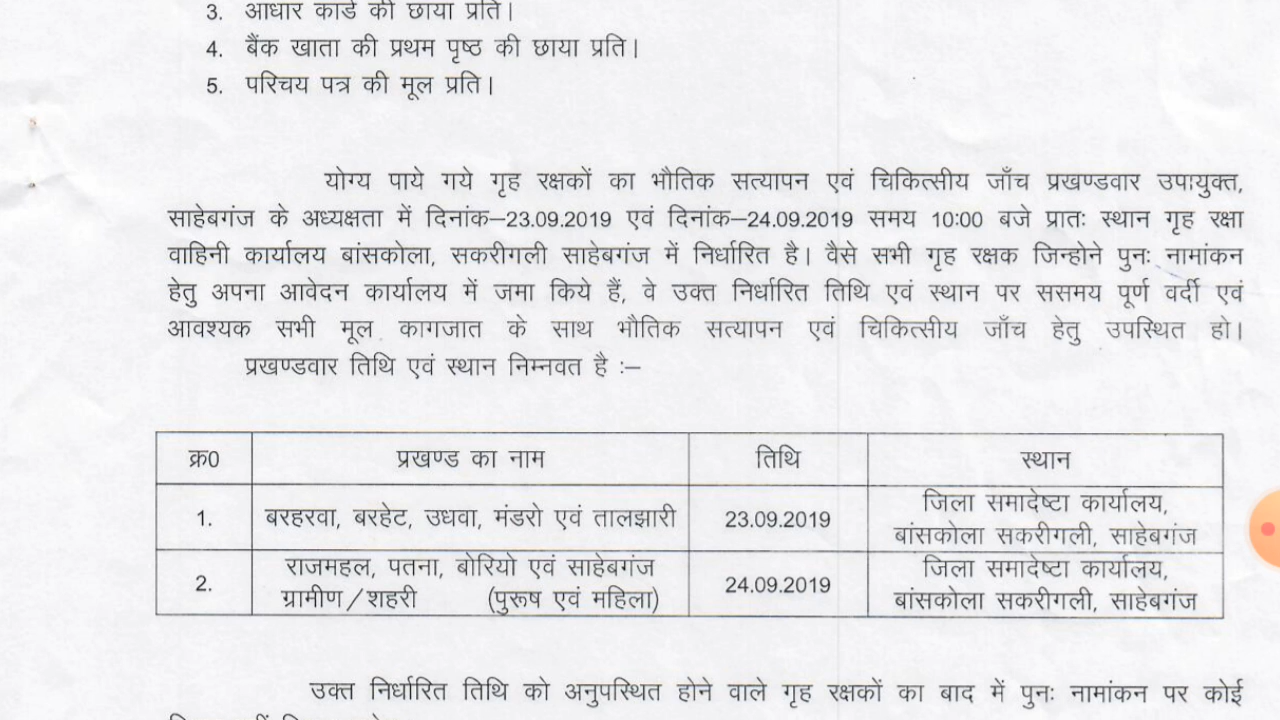 3. आधार कार्ड की छाया प्रति।
4. बैंक खाता की प्रथम पृष्ठ की छाया प्रति।
5. परिचय पत्र की मूल प्रति।
योग्य पाये गये गृह रक्षकों का भौतिक सत्यापन एवं चिकित्सीय जाँच प्रखण्डवार उपायुक्त,
साहेबगंज के अध्यक्षता में दिनांक–23.09.2019 एवं दिनांक–24.09.2019 समय 10:00 बजे प्रातः स्थान गृह रक्षा
वाहिनी कार्यालय बांसकोला, सकरीगली साहेबगंज में निर्धारित है। वैसे सभी गृह रक्षक जिन्होने पुनः नामांकन
हेतु अपना आवेदन कार्यालय में जमा किये हैं, वे उक्त निर्धारित तिथि एवं स्थान पर ससमय पूर्ण वर्दी एवं
आवश्यक सभी मूल कागजात के साथ भौतिक सत्यापन एवं चिकित्सीय जाँच हेतु उपस्थित हो।
प्रखण्डवार तिथि एवं स्थान निम्नवत है :–
क्र0 प्रखण्ड का नाम तिथि स्थान
1. बरहरवा, बरहेट, उधवा, मंडरो एवं तालझारी 23.09.2019 जिला समादेष्टा कार्यालय,
बांसकोला सकरीगली, साहेबगंज
2. राजमहल, पतना, बोरियो एवं साहेबगंज
ग्रामीण/शहरी (पुरूष एवं महिला) 24.09.2019 जिला समादेष्टा कार्यालय,
बांसकोला सकरीगली, साहेबगंज
उक्त निर्धारित तिथि को अनुपस्थित होने वाले गृह रक्षकों का बाद में पुनः नामांकन पर कोई